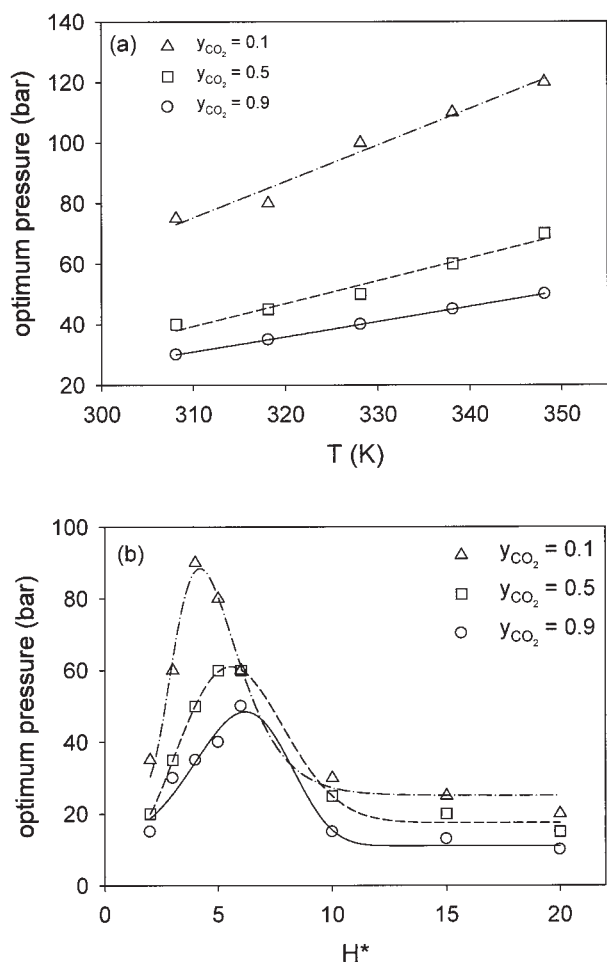 (a)
y_CO₂ = 0.1
y_CO₂ = 0.5
y_CO₂ = 0.9
optimum pressure (bar)
140
120
100
80
60
40
20
300 310 320 330 340 350
T (K)
(b)
y_CO₂ = 0.1
y_CO₂ = 0.5
y_CO₂ = 0.9
optimum pressure (bar)
100
80
60
40
20
0
0 5 10 15 20
H*